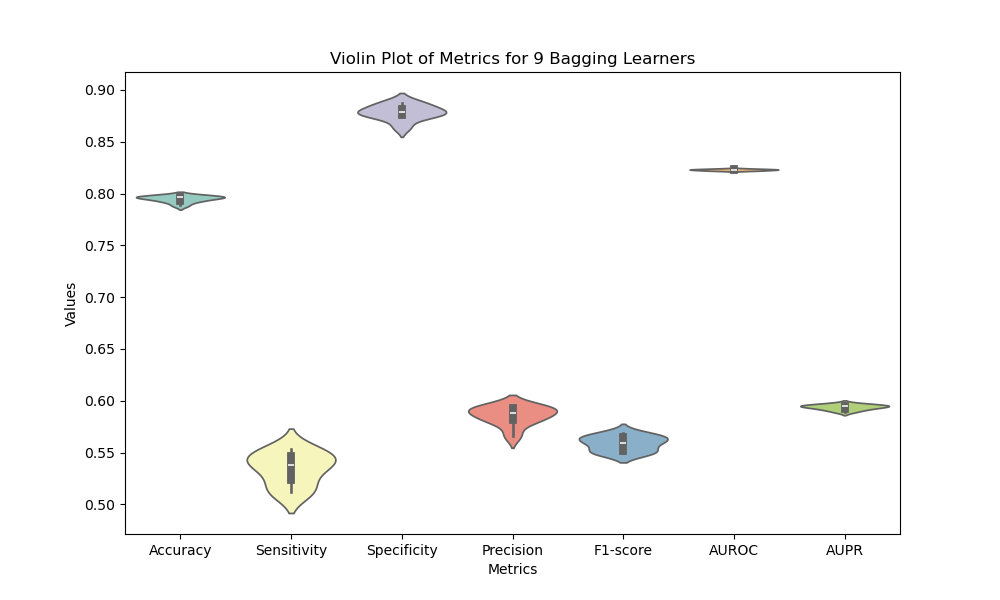 Violin Plot of Metrics for 9 Bagging Learners
0.90
0.85
0.80
0.75
0.70
0.65
0.60
0.55
0.50
Values
Accuracy Sensitivity Specificity Precision F1-score AUROC AUPR
Metrics